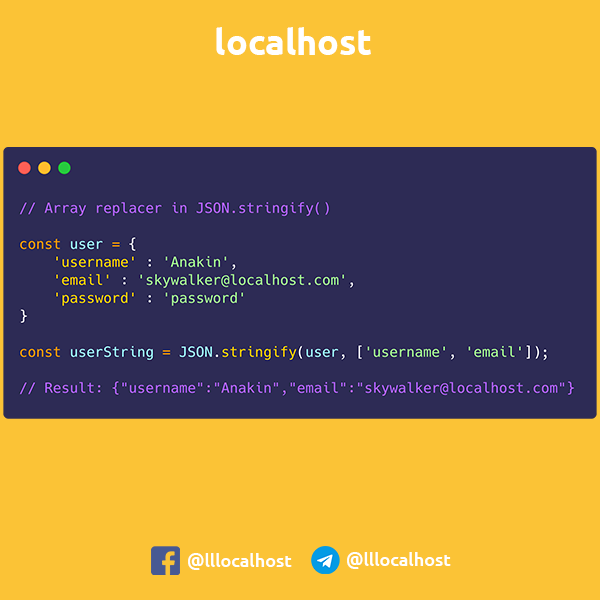 localhost
// Array replacer in JSON.stringify()
const user = {
    'username' : 'Anakin',
    'email' : 'skywalker@localhost.com',
    'password' : 'password'
}
const userString = JSON.stringify(user, ['username', 'email']);
// Result: {"username":"Anakin","email":"skywalker@localhost.com"}
@lllocalhost @lllocalhost